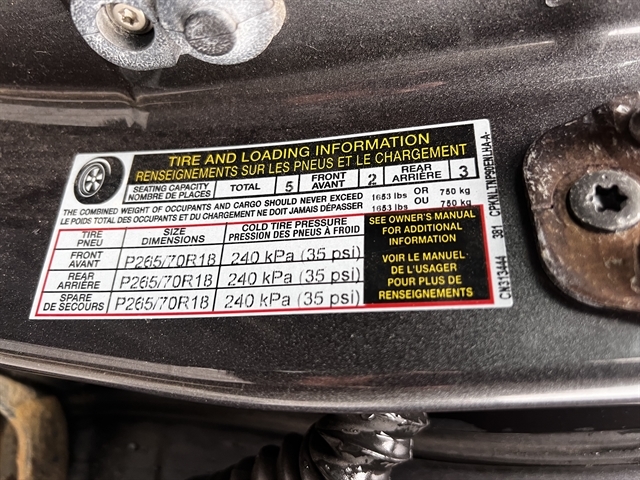 TIRE AND LOADING INFORMATION
RENSEIGNEMENTS SUR LES PNEUS ET LE CHARGEMENT
SEATING CAPACITY TOTAL 5 FRONT 2 REAR 3
NOMBRE DE PLACES AVANT ARRIÈRE
THE COMBINED WEIGHT OF OCCUPANTS AND CARGO SHOULD NEVER EXCEED 1653 lbs OR 750 kg
LE POIDS TOTAL DES OCCUPANTS ET DU CHARGEMENT NE DOIT JAMAIS DÉPASSER 1653 lbs OU 750 kg
TIRE SIZE COLD TIRE PRESSURE
PNEU DIMENSIONS PRESSION DES PNEUS À FROID
FRONT
AVANT P265/70R18 240 kPa (35 psi)
REAR
ARRIÈRE P265/70R18 240 kPa (35 psi)
SPARE
DE SECOURS P265/70R18 240 kPa (35 psi)
SEE OWNER'S MANUAL
FOR ADDITIONAL
INFORMATION
VOIR LE MANUEL
DE L'USAGER
POUR PLUS DE
RENSEIGNEMENTS
C/N313444 381